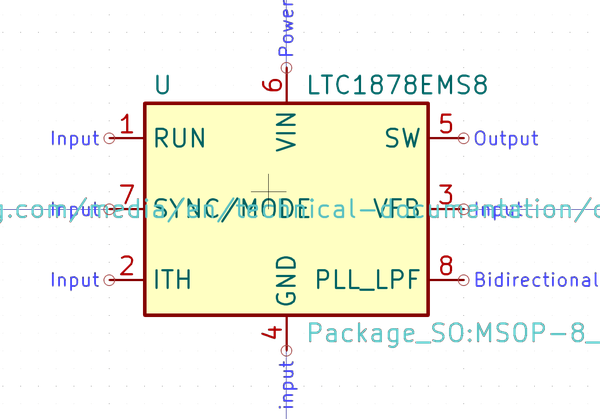 Power
U
LTC1878EMS8
6
VIN
Input 1 RUN
SW 5 Output
Input 7 SYNC/MODE
VFB 3 Input
g.com/media/en/technical-documentation/d
Input 2 ITH
GND
PLL_LPF 8 Bidirectional
4
Package_SO:MSOP-8_
input